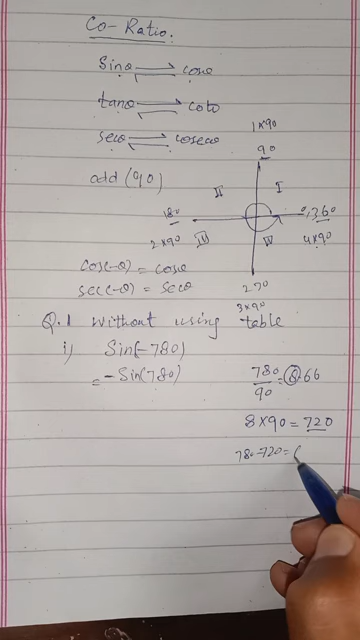 Co-Ratio.
Sinθ ⇌ cosθ
tanθ ⇌ cotθ
secθ ⇌ cosecθ
add (90)
1×90
90
II I
180 0,360
2×90 III IV 4×90
270
3×90
cos(-θ) = cosθ
sec(-θ) = secθ
Q.1 without using table
i) Sin(-780)
= -Sin(780)
780/90 = 8.66
8×90 = 720
780-720=